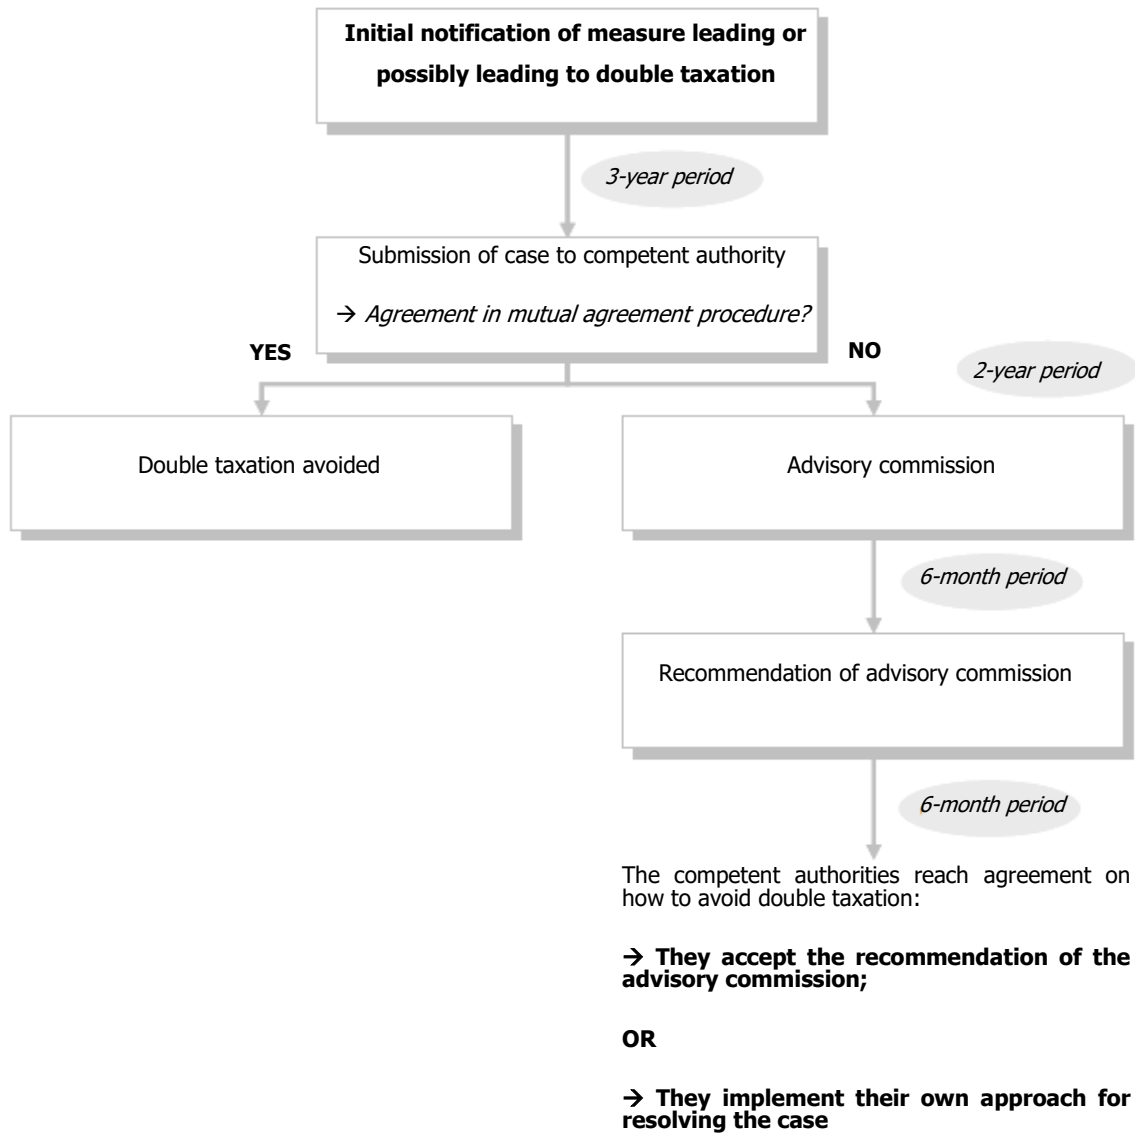 Initial notification of measure leading or
possibly leading to double taxation
3-year period
Submission of case to competent authority
→ Agreement in mutual agreement procedure?
YES
NO
2-year period
Double taxation avoided
Advisory commission
6-month period
Recommendation of advisory commission
6-month period
The competent authorities reach agreement on
how to avoid double taxation:
→ They accept the recommendation of the
advisory commission;
OR
→ They implement their own approach for
resolving the case